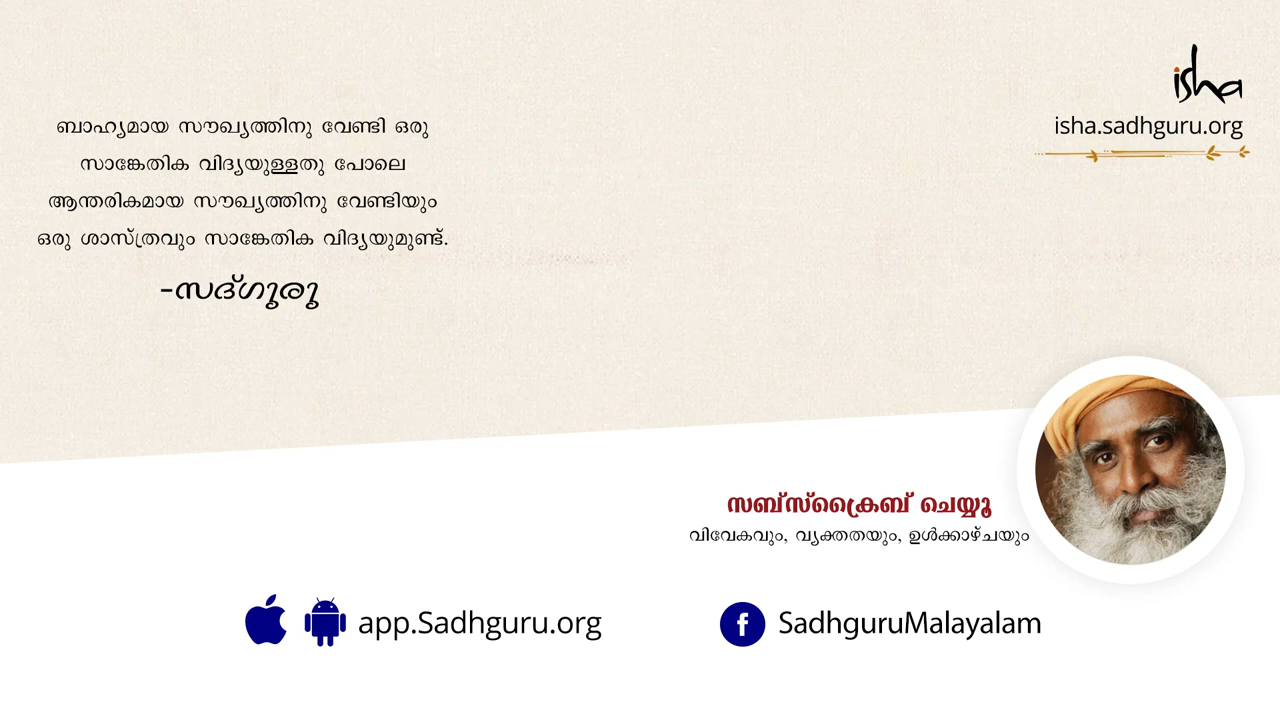 ബാഹ്യമായ സൗഖ്യത്തിനു വേണ്ടി ഒരു
സാങ്കേതിക വിദ്യയുള്ളതു പോലെ
ആന്തരികമായ സൗഖ്യത്തിനു വേണ്ടിയും
ഒരു ശാസ്ത്രവും സാങ്കേതിക വിദ്യയുമുണ്ട്.
-സദ്ഗുരു
isha
isha.sadhguru.org
സബ്സ്ക്രൈബ് ചെയ്യൂ
വിവേകവും, വ്യക്തതയും, ഉൾക്കാഴ്ചയും
app.Sadhguru.org
SadhguruMalayalam